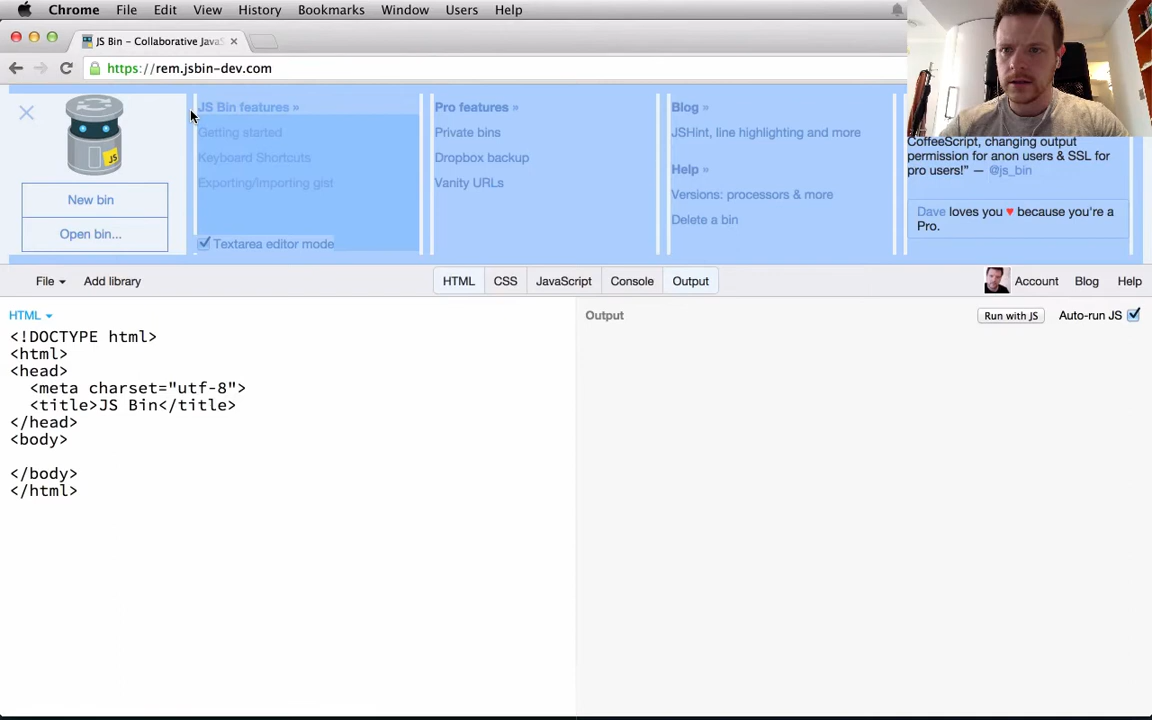 Chrome File Edit View History Bookmarks Window Users Help
JS Bin – Collaborative Java
https://rem.jsbin-dev.com
JS
New bin
Open bin...
JS Bin features »
Getting started
Keyboard Shortcuts
Exporting/importing gist
Textarea editor mode
Pro features »
Private bins
Dropbox backup
Vanity URLs
Blog »
JSHint, line highlighting and more
Help »
Versions: processors & more
Delete a bin
CoffeeScript, changing output
permission for anon users & SSL for
pro users!” — @js_bin
Dave loves you ♥ because you're a
Pro.
File Add library HTML CSS JavaScript Console Output Account Blog Help
HTML
<!DOCTYPE html>
<html>
<head>
  <meta charset="utf-8">
  <title>JS Bin</title>
</head>
<body>
</body>
</html>
Output Run with JS Auto-run JS